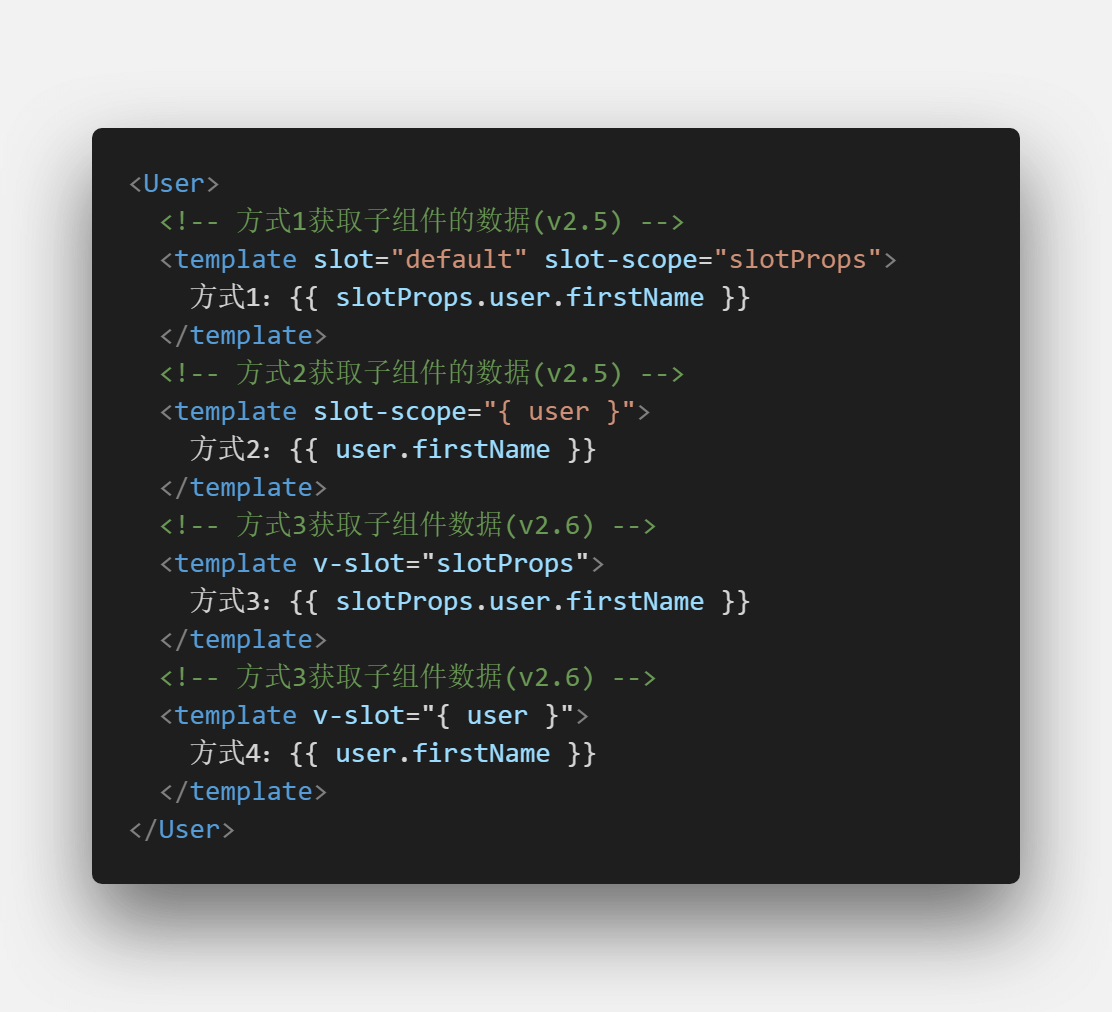 <User>
  <!-- 方式1获取子组件的数据(v2.5) -->
  <template slot="default" slot-scope="slotProps">
    方式1：{{ slotProps.user.firstName }}
  </template>
  <!-- 方式2获取子组件的数据(v2.5) -->
  <template slot-scope="{ user }">
    方式2：{{ user.firstName }}
  </template>
  <!-- 方式3获取子组件数据(v2.6) -->
  <template v-slot="slotProps">
    方式3：{{ slotProps.user.firstName }}
  </template>
  <!-- 方式3获取子组件数据(v2.6) -->
  <template v-slot="{ user }">
    方式4：{{ user.firstName }}
  </template>
</User>